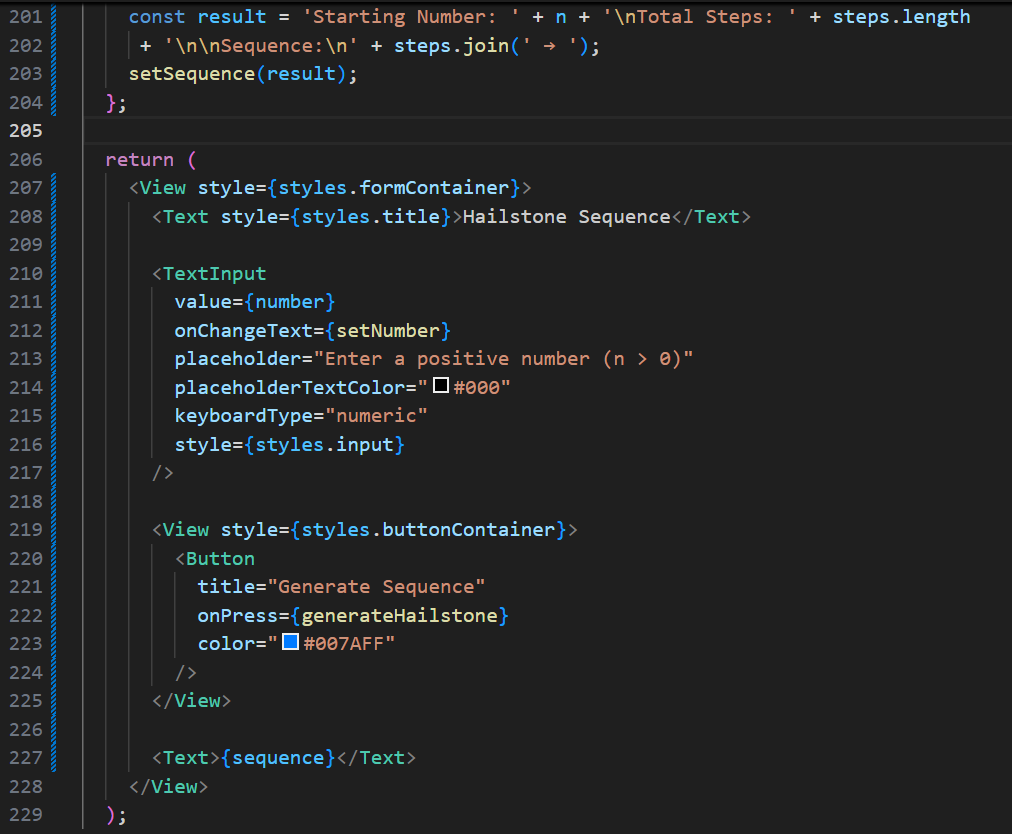 201 const result = 'Starting Number: ' + n + '\nTotal Steps: ' + steps.length
202 + '\n\nSequence:\n' + steps.join(' → ');
203 setSequence(result);
204 };
205
206 return (
207 <View style={styles.formContainer}>
208 <Text style={styles.title}>Hailstone Sequence</Text>
209
210 <TextInput
211 value={number}
212 onChangeText={setNumber}
213 placeholder="Enter a positive number (n > 0)"
214 placeholderTextColor="#000"
215 keyboardType="numeric"
216 style={styles.input}
217 />
218
219 <View style={styles.buttonContainer}>
220 <Button
221 title="Generate Sequence"
222 onPress={generateHailstone}
223 color="#007AFF"
224 />
225 </View>
226
227 <Text>{sequence}</Text>
228 </View>
229 );